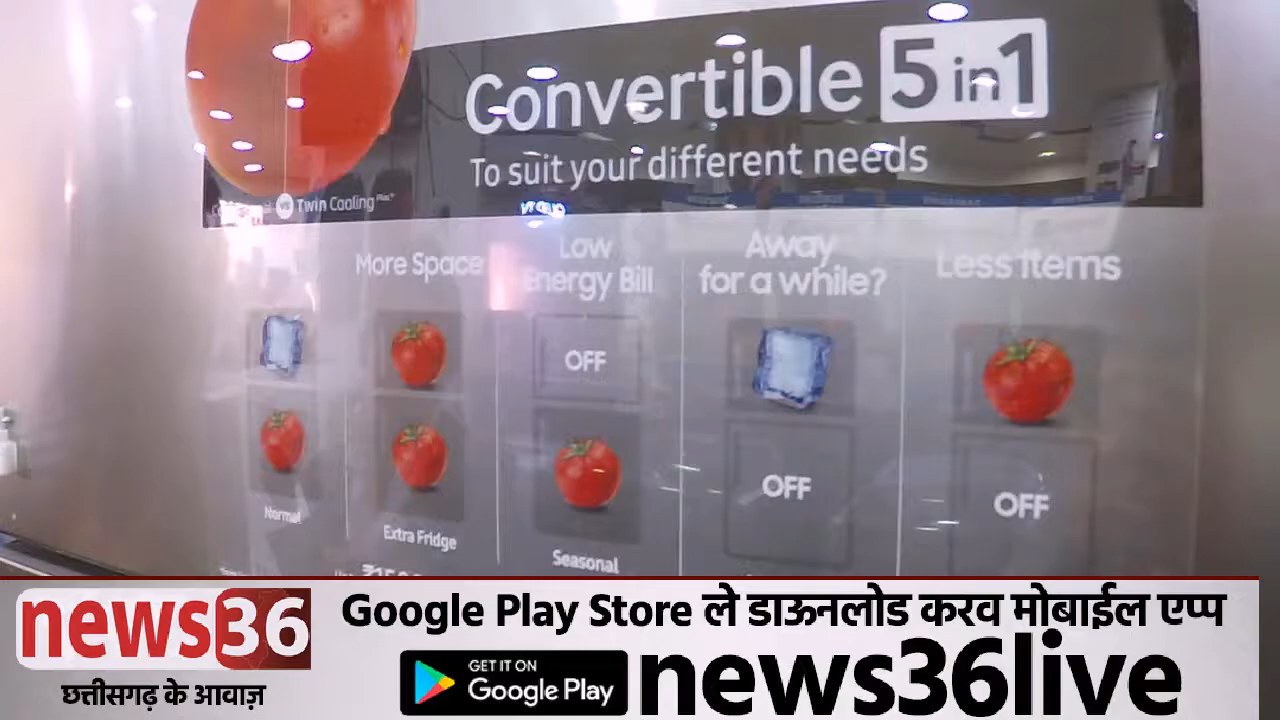 Convertible 5 in 1
To suit your different needs
Twin Cooling Plus™
More Space
Low
Energy Bill
Away
for a while?
Less Items
OFF
OFF
OFF
Normal
Extra Fridge
Seasonal
news36
छत्तीसगढ़ के आवाज़
Google Play Store ले डाऊनलोड करव मोबाईल एप्प
GET IT ON
Google Play
news36live